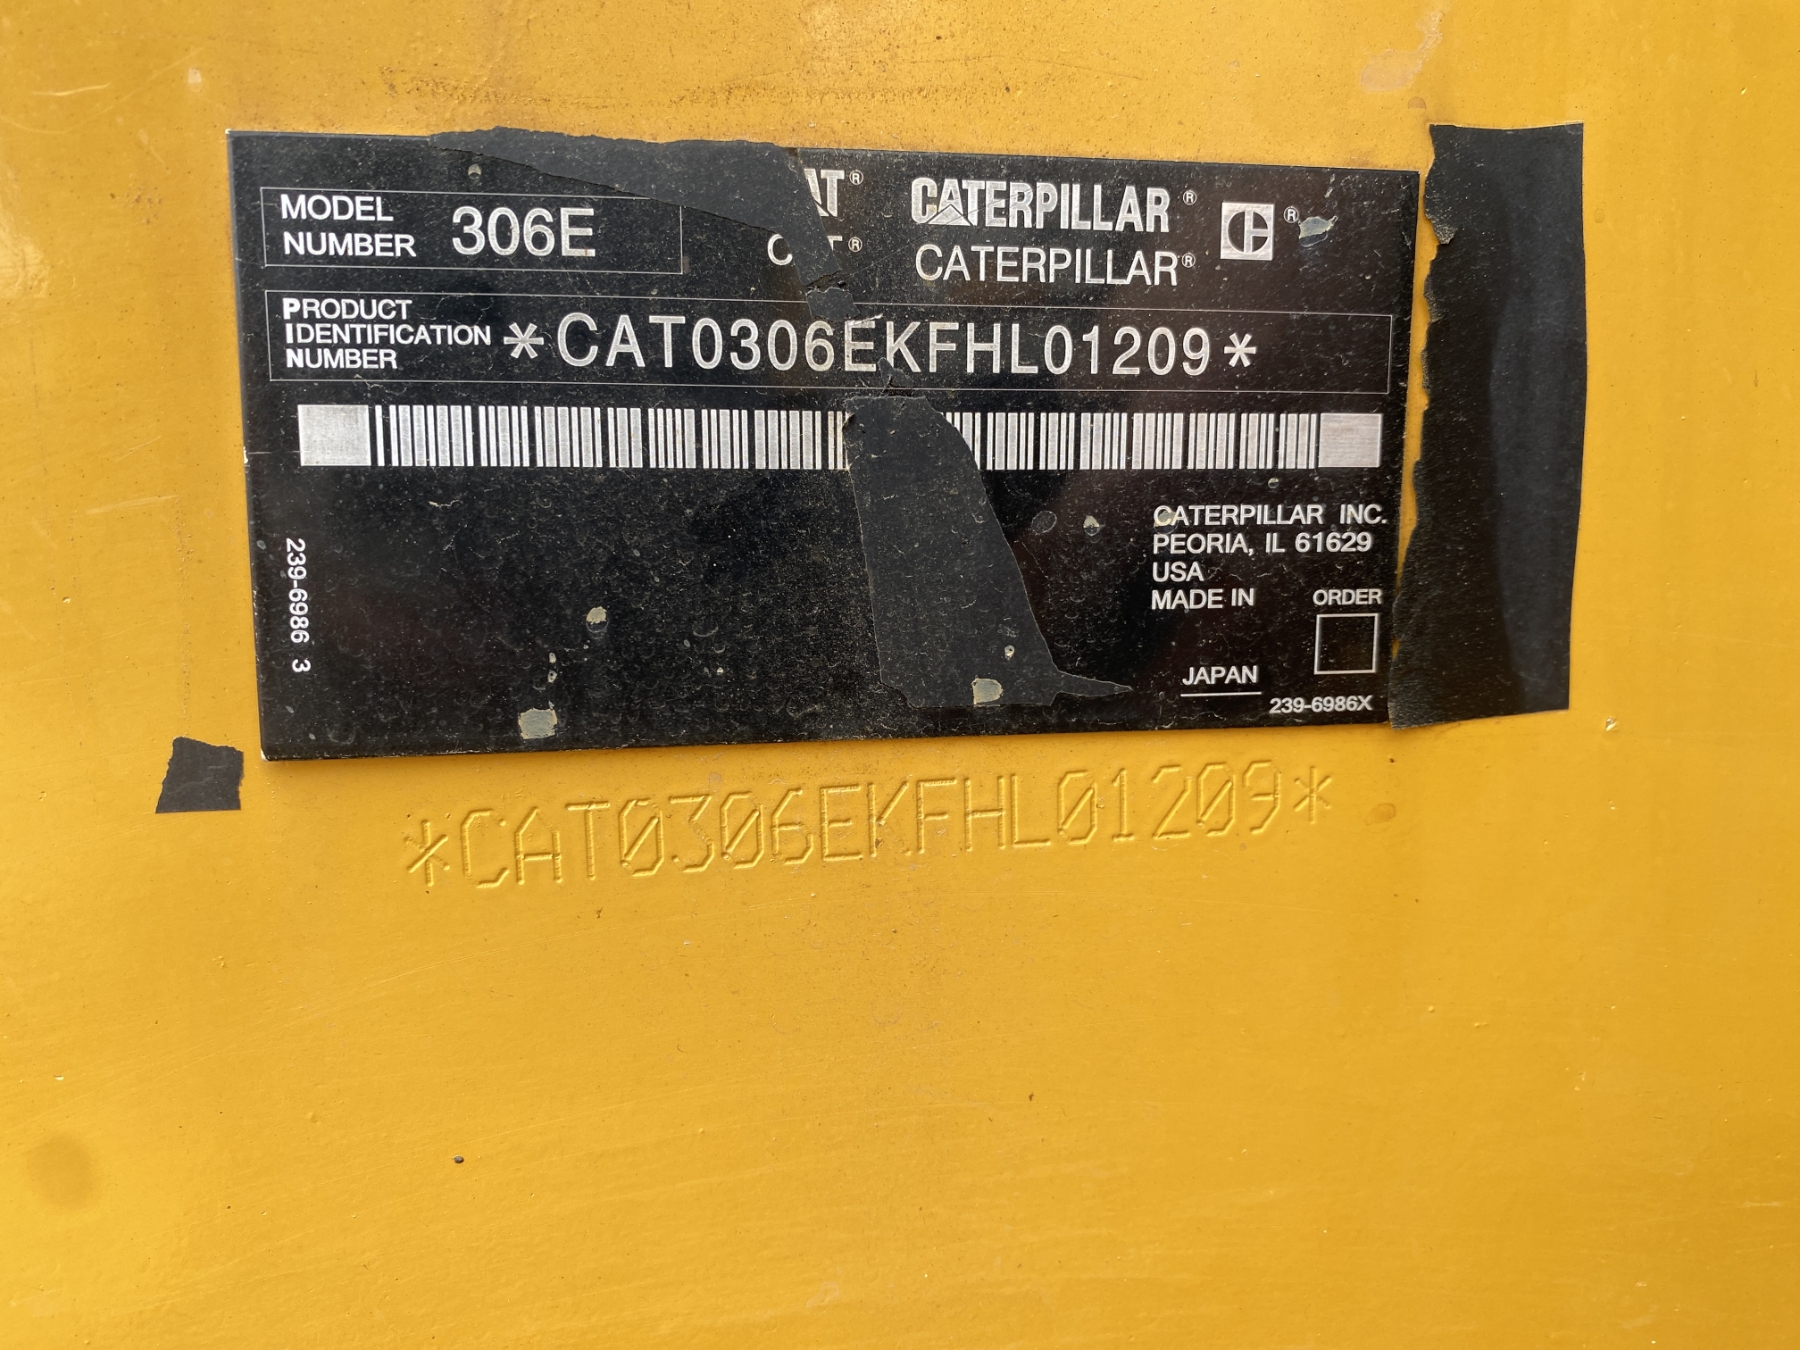 MODEL
NUMBER 306E
AT® CATERPILLAR® ®
C T® CATERPILLAR®
PRODUCT
IDENTIFICATION
NUMBER
*CAT0306EKFHL01209*
CATERPILLAR INC.
PEORIA, IL 61629
USA
MADE IN ORDER
JAPAN
239-6986X
239-6986 3
*CAT0306EKFHL01209*